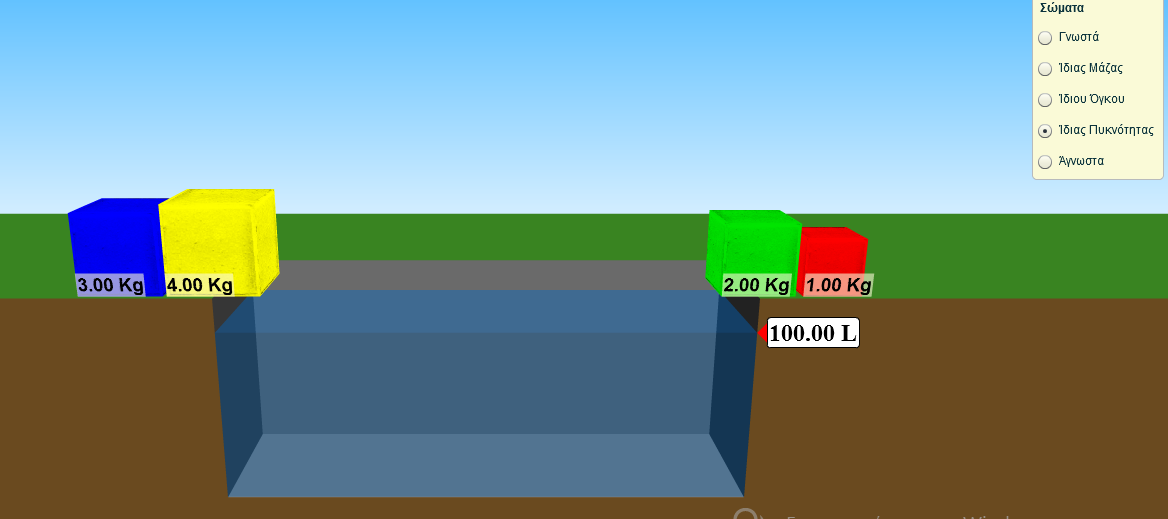 Σώματα
Γνωστά
Ίδιας Μάζας
Ίδιου Όγκου
Ίδιας Πυκνότητας
Άγνωστα
3.00 Kg
4.00 Kg
2.00 Kg
1.00 Kg
100.00 L